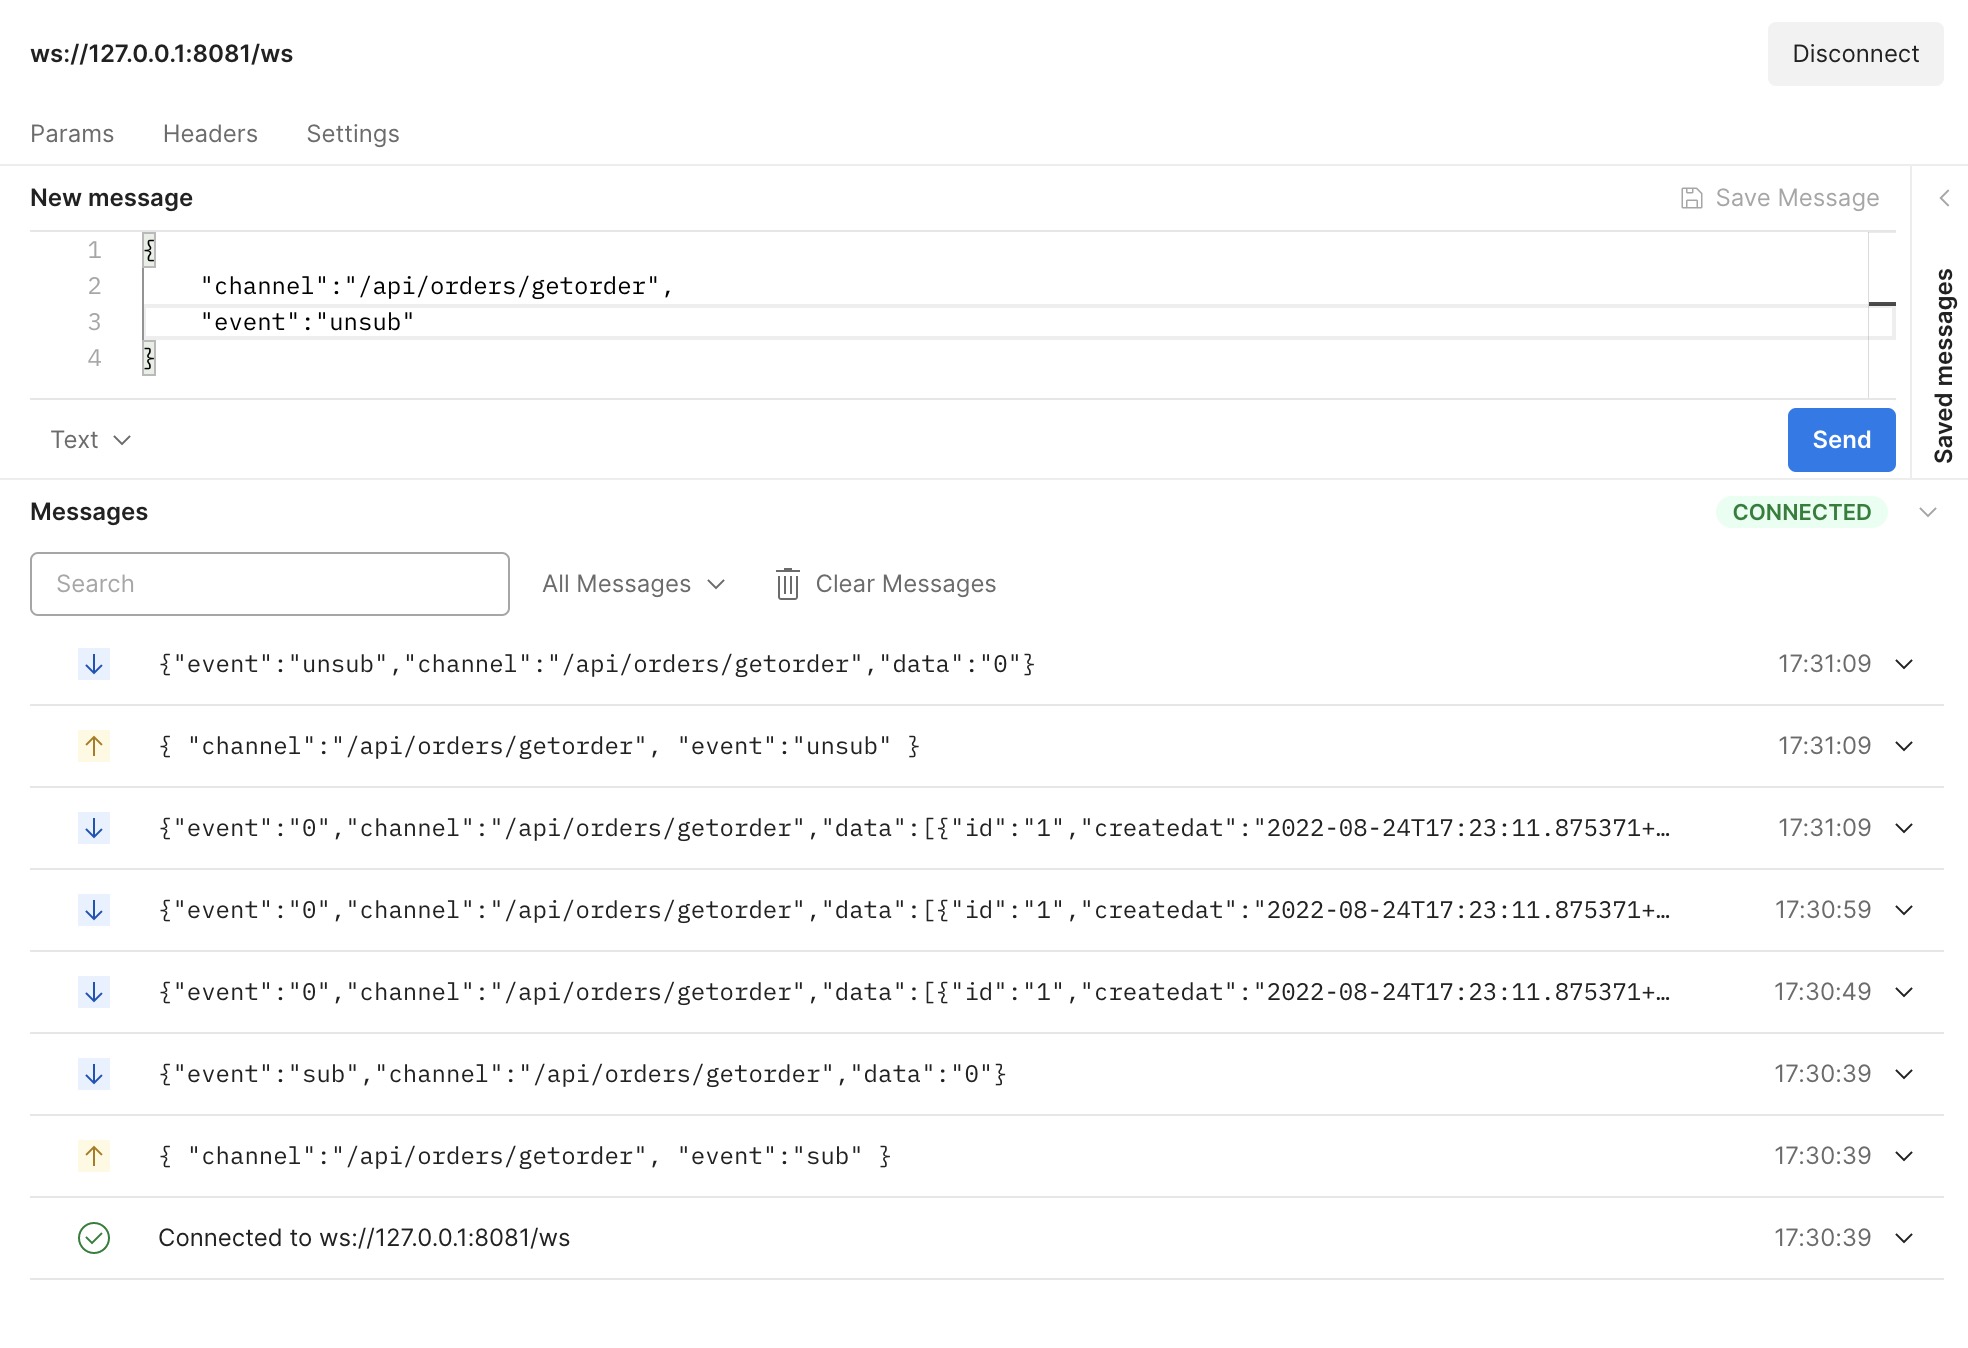 ws://127.0.0.1:8081/ws
Disconnect
Params Headers Settings
New message
Save Message
1 {
2 "channel":"/api/orders/getorder",
3 "event":"unsub"
4 }
Text
Send
Saved messages
Messages
CONNECTED
Search
All Messages
Clear Messages
{"event":"unsub","channel":"/api/orders/getorder","data":"0"} 17:31:09
{ "channel":"/api/orders/getorder", "event":"unsub" } 17:31:09
{"event":"0","channel":"/api/orders/getorder","data":[{"id":"1","createdat":"2022-08-24T17:23:11.875371+… 17:31:09
{"event":"0","channel":"/api/orders/getorder","data":[{"id":"1","createdat":"2022-08-24T17:23:11.875371+… 17:30:59
{"event":"0","channel":"/api/orders/getorder","data":[{"id":"1","createdat":"2022-08-24T17:23:11.875371+… 17:30:49
{"event":"sub","channel":"/api/orders/getorder","data":"0"} 17:30:39
{ "channel":"/api/orders/getorder", "event":"sub" } 17:30:39
Connected to ws://127.0.0.1:8081/ws 17:30:39